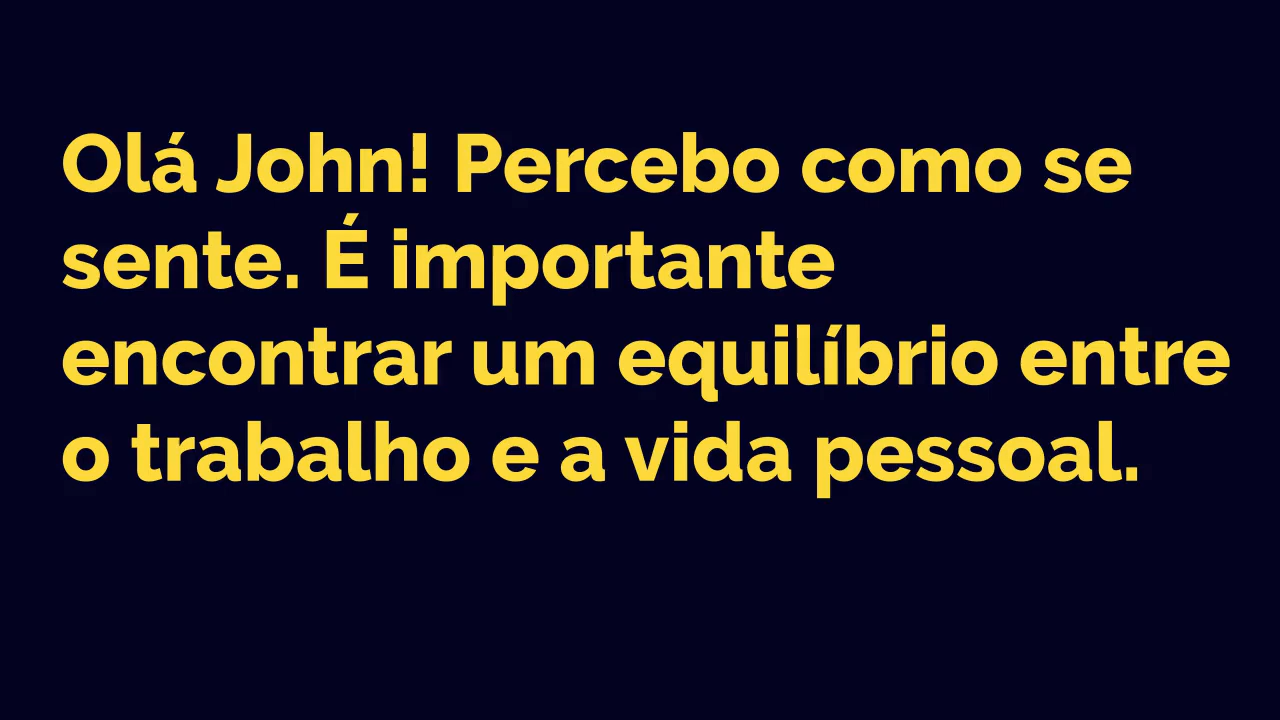 Olá John! Percebo como se
sente. É importante
encontrar um equilíbrio entre
o trabalho e a vida pessoal.